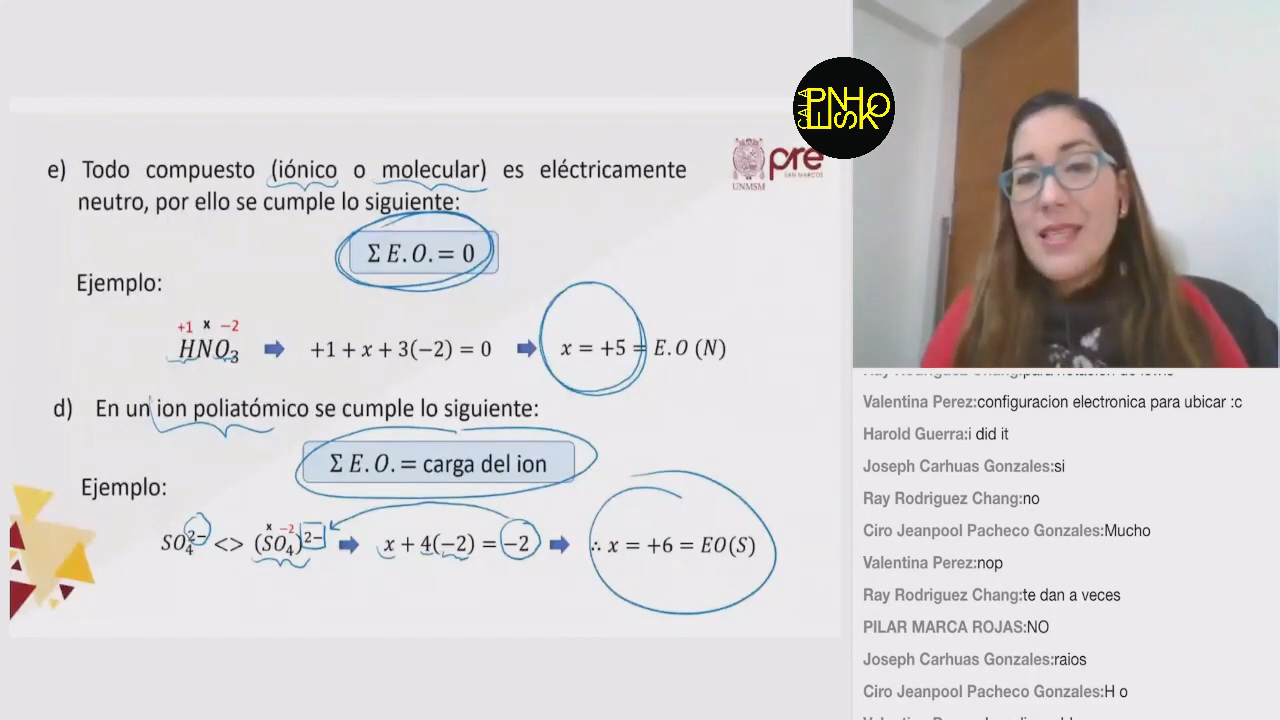 e) Todo compuesto (iónico o molecular) es eléctricamente
neutro, por ello se cumple lo siguiente:
Σ E.O. = 0
Ejemplo:
+1 x −2
HNO₃ ➡ +1 + x + 3(−2) = 0 ➡ x = +5 = E.O (N)
d) En un ion poliatómico se cumple lo siguiente:
Σ E.O. = carga del ion
Ejemplo:
x −2
SO₄²⁻ <> (SO₄)²⁻ ➡ x + 4(−2) = −2 ➡ ∴ x = +6 = EO(S)
UNMSM
pre
SAN MARCOS
Valentina Perez:configuracion electronica para ubicar :c
Harold Guerra:i did it
Joseph Carhuas Gonzales:si
Ray Rodriguez Chang:no
Ciro Jeanpool Pacheco Gonzales:Mucho
Valentina Perez:nop
Ray Rodriguez Chang:te dan a veces
PILAR MARCA ROJAS:NO
Joseph Carhuas Gonzales:raios
Ciro Jeanpool Pacheco Gonzales:H o